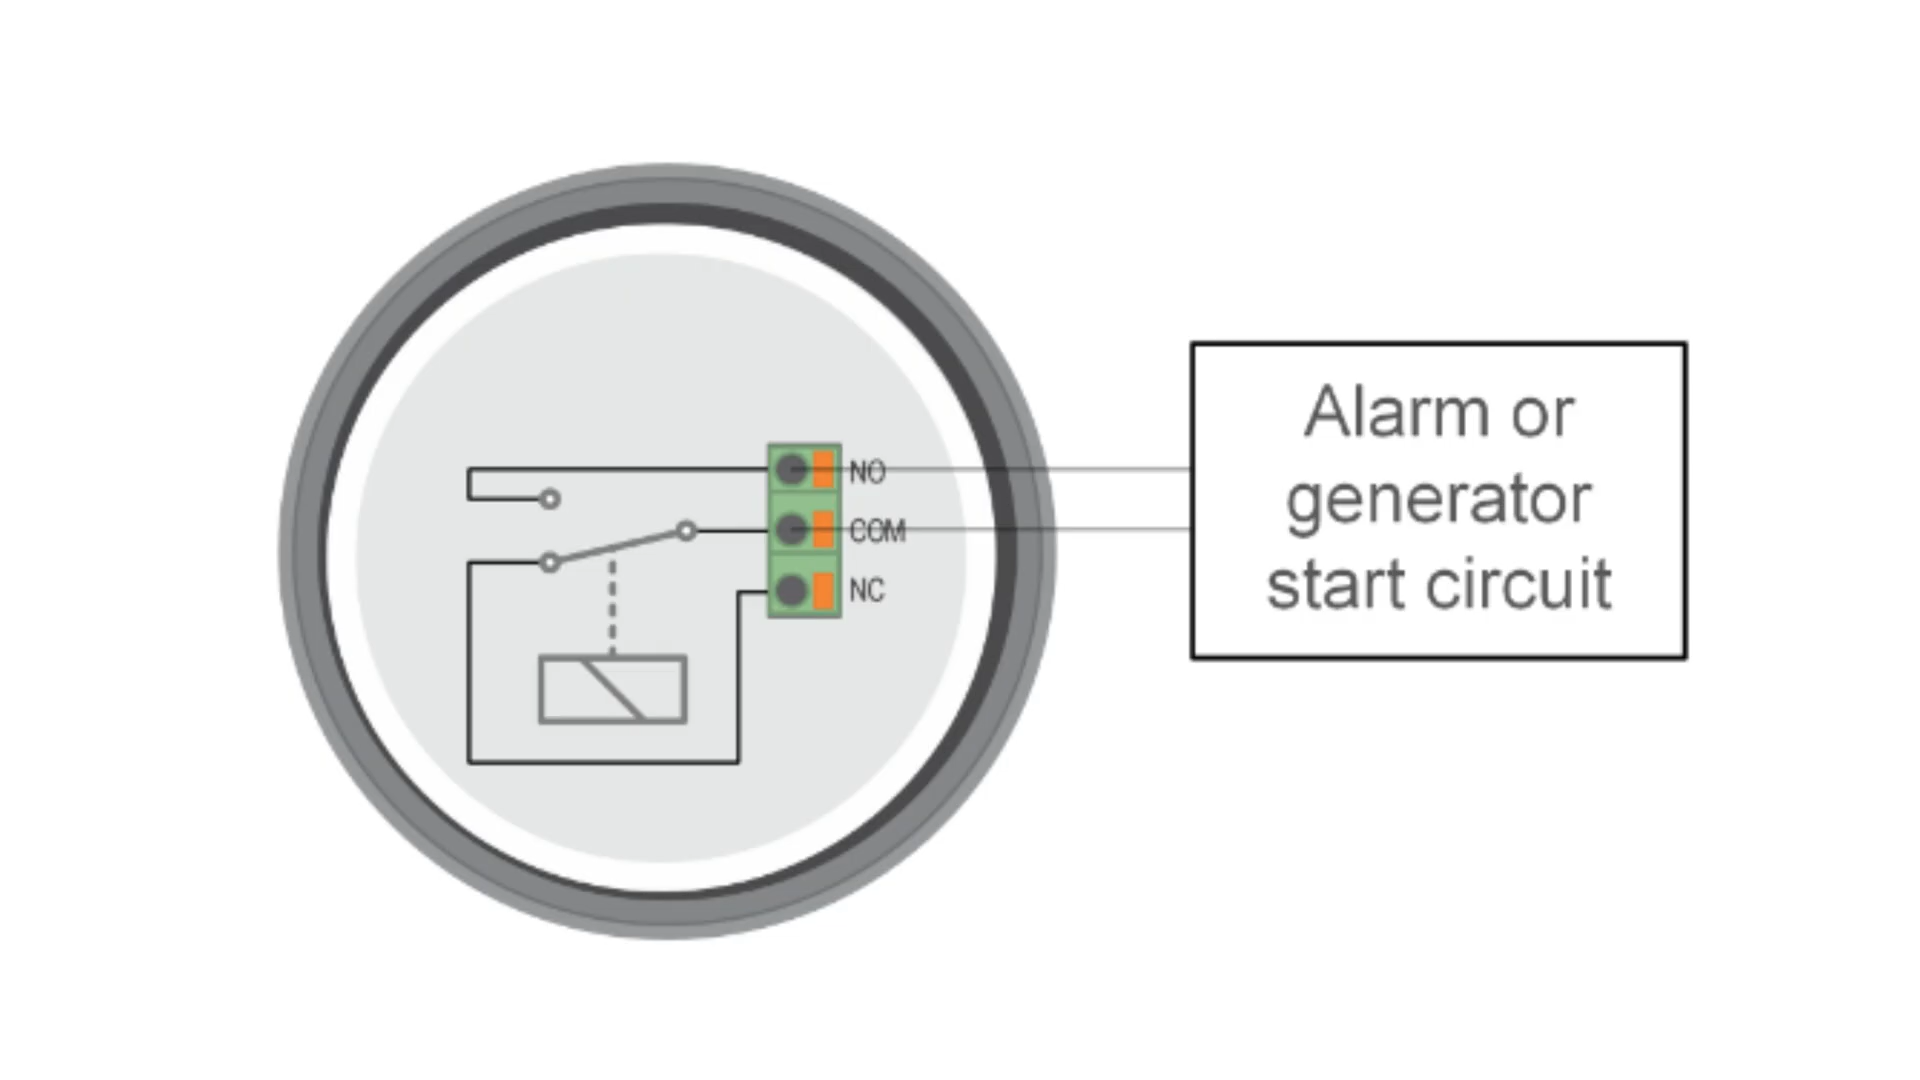 NO
COM
NC
Alarm or
generator
start circuit